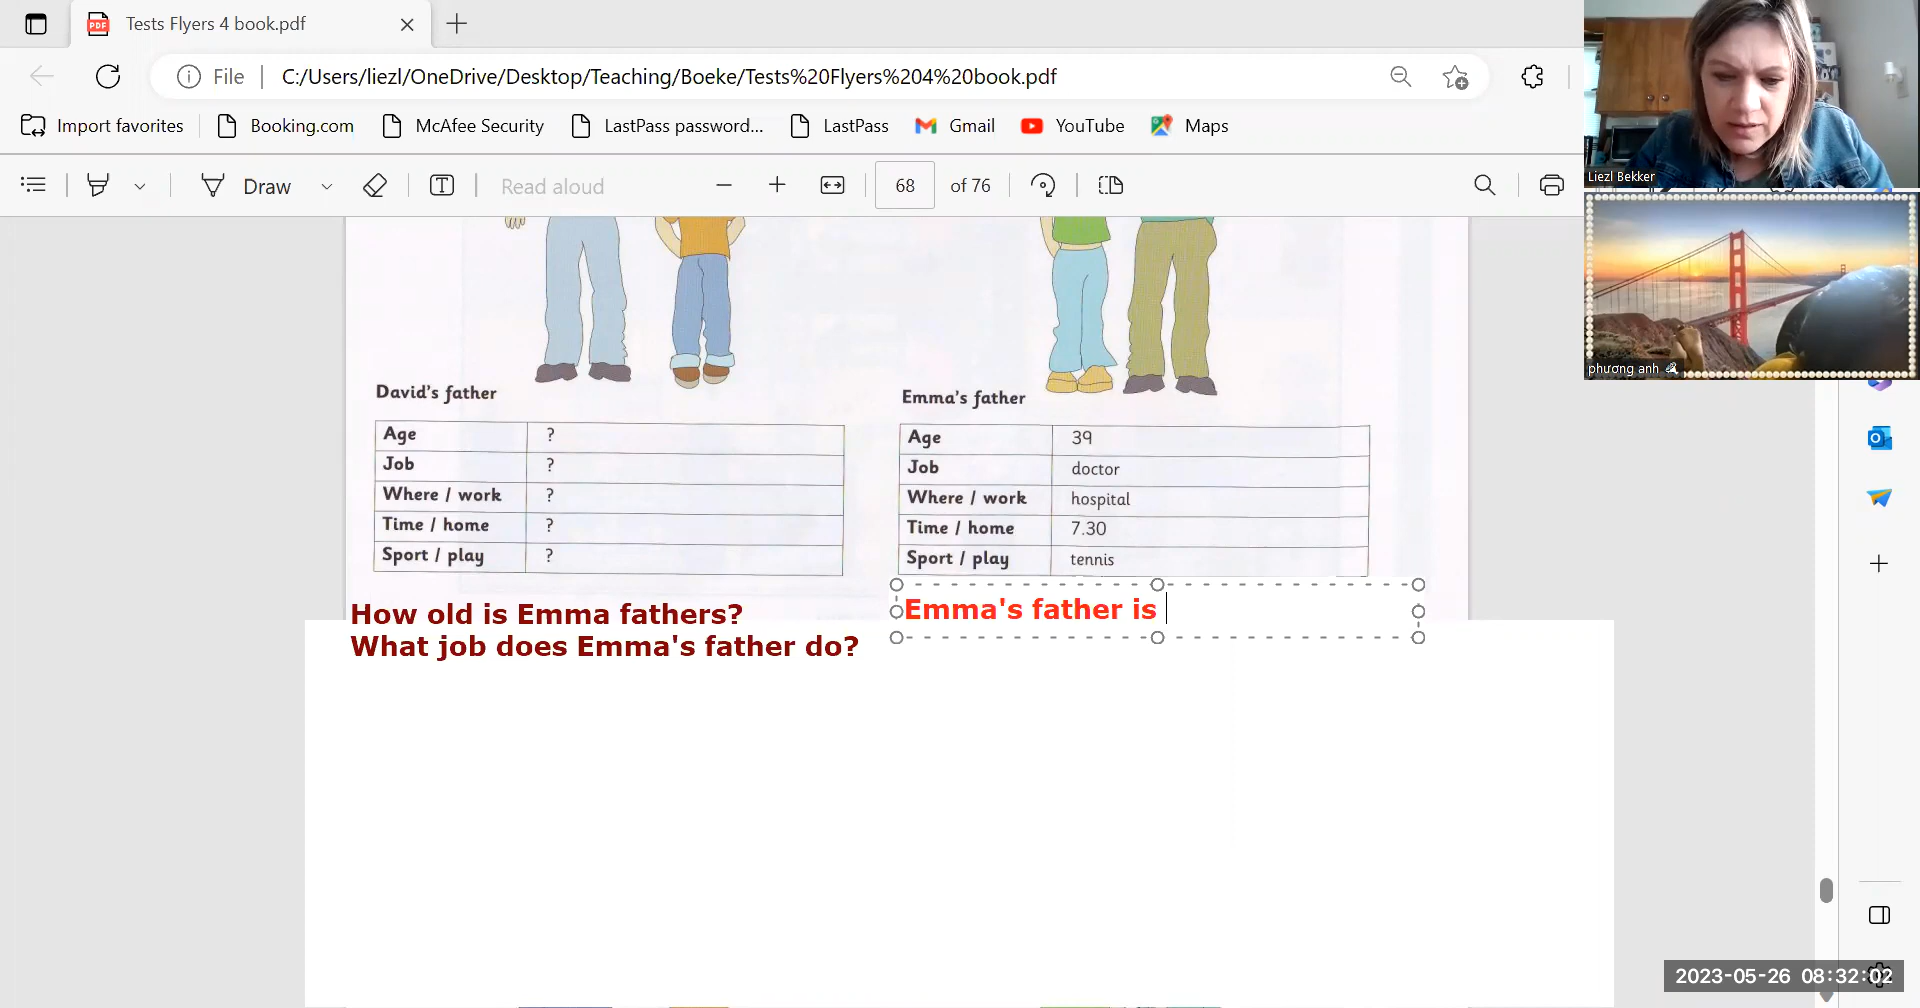 Tests Flyers 4 book.pdf
File
C:/Users/liezl/OneDrive/Desktop/Teaching/Boeke/Tests%20Flyers%204%20book.pdf
Import favorites
Booking.com
McAfee Security
LastPass password...
LastPass
Gmail
YouTube
Maps
Draw
Read aloud
68
of 76
Liezl Bekker
phương anh
David's father
Age ?
Job ?
Where / work ?
Time / home ?
Sport / play ?
Emma's father
Age 39
Job doctor
Where / work hospital
Time / home 7.30
Sport / play tennis
How old is Emma fathers?
What job does Emma's father do?
Emma's father is
2023-05-26 08:32:02